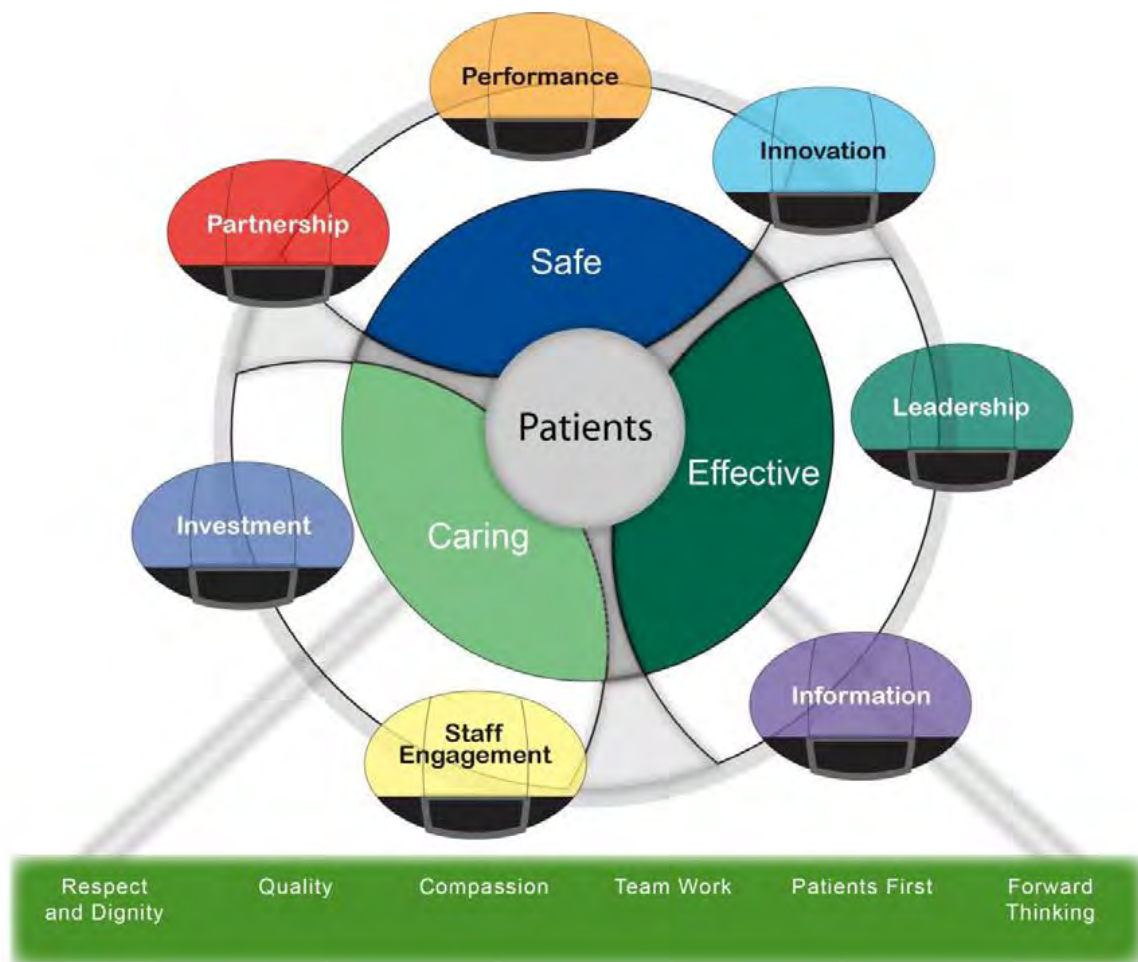 Performance
Innovation
Partnership
Safe
Leadership
Patients
Effective
Investment
Caring
Information
Staff
Engagement
Respect
and Dignity
Quality
Compassion
Team Work
Patients First
Forward
Thinking